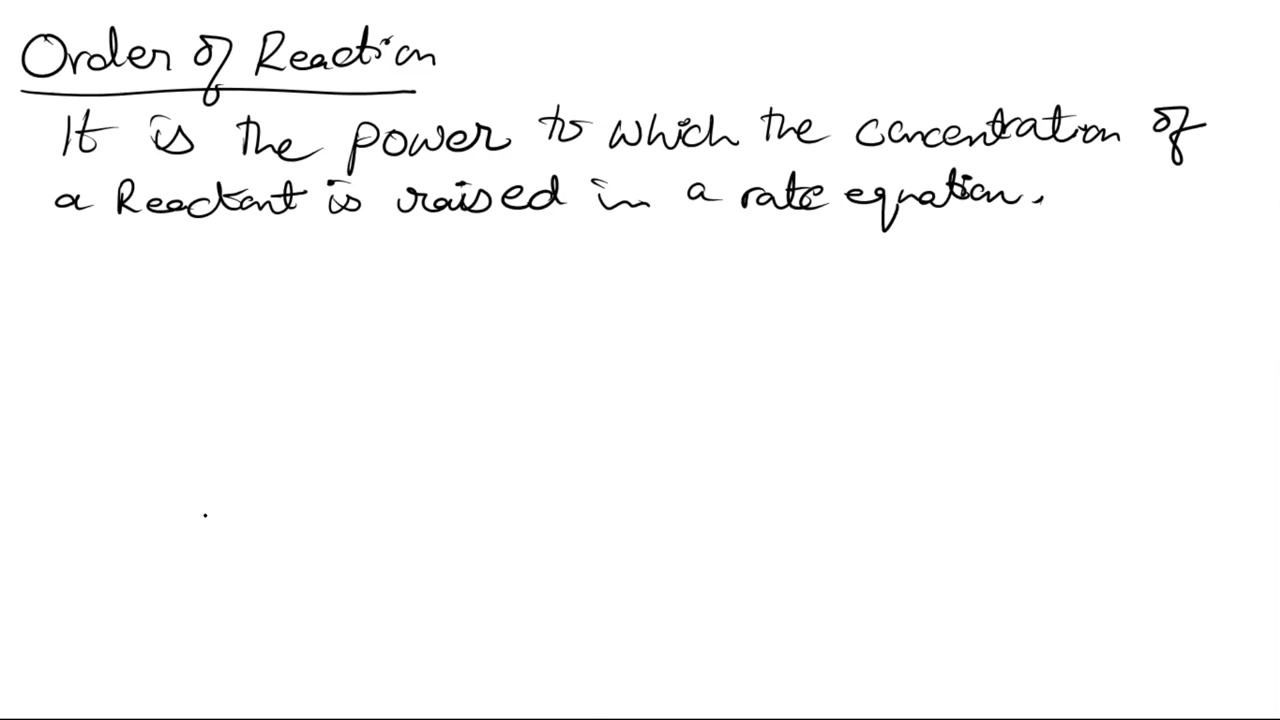 Order of Reaction
It is the power to which the concentration of
a Reactant is raised in a rate equation.